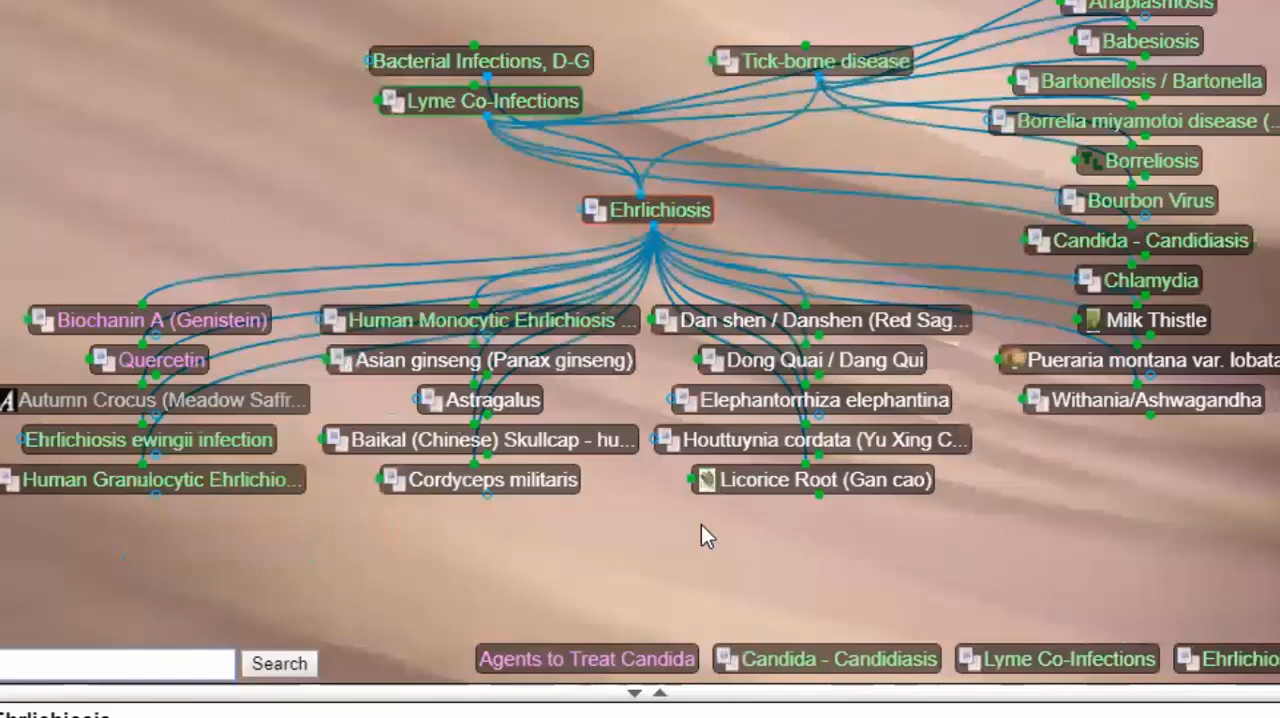 Anaplasmosis
Bacterial Infections, D-G
Tick-borne disease
Babesiosis
Lyme Co-Infections
Bartonellosis / Bartonella
Borrelia miyamotoi disease (...
Borreliosis
Ehrlichiosis
Bourbon Virus
Candida - Candidiasis
Chlamydia
Biochanin A (Genistein)
Human Monocytic Ehrlichiosis ...
Dan shen / Danshen (Red Sag...
Milk Thistle
Quercetin
Asian ginseng (Panax ginseng)
Dong Quai / Dang Qui
Pueraria montana var. lobata
Autumn Crocus (Meadow Saffr...
Astragalus
Elephantorrhiza elephantina
Withania/Ashwagandha
Ehrlichiosis ewingii infection
Baikal (Chinese) Skullcap - hu...
Houttuynia cordata (Yu Xing C...
Human Granulocytic Ehrlichio...
Cordyceps militaris
Licorice Root (Gan cao)
Search
Agents to Treat Candida
Candida - Candidiasis
Lyme Co-Infections
Ehrlichio
Ehrlichiosis